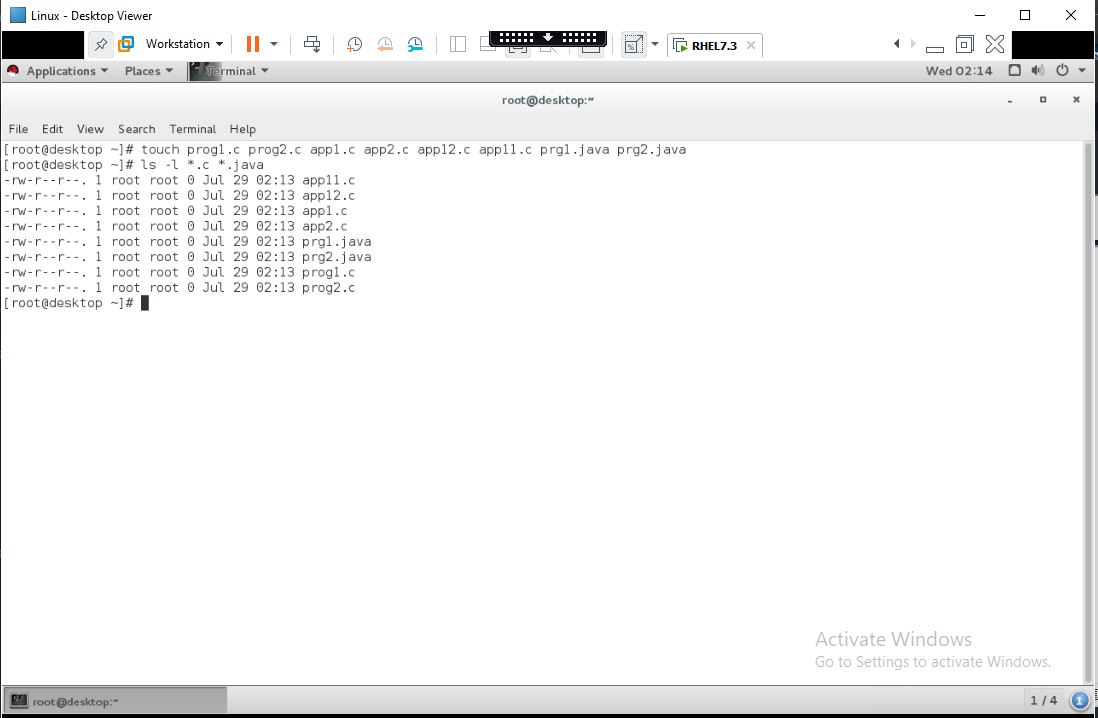 Linux - Desktop Viewer
Workstation
RHEL7.3
Applications Places Terminal Wed 02:14
root@desktop:~
File Edit View Search Terminal Help
[root@desktop ~]# touch prog1.c prog2.c app1.c app2.c app12.c app11.c prg1.java prg2.java
[root@desktop ~]# ls -l *.c *.java
-rw-r--r--. 1 root root 0 Jul 29 02:13 app11.c
-rw-r--r--. 1 root root 0 Jul 29 02:13 app12.c
-rw-r--r--. 1 root root 0 Jul 29 02:13 app1.c
-rw-r--r--. 1 root root 0 Jul 29 02:13 app2.c
-rw-r--r--. 1 root root 0 Jul 29 02:13 prg1.java
-rw-r--r--. 1 root root 0 Jul 29 02:13 prg2.java
-rw-r--r--. 1 root root 0 Jul 29 02:13 prog1.c
-rw-r--r--. 1 root root 0 Jul 29 02:13 prog2.c
[root@desktop ~]#
Activate Windows
Go to Settings to activate Windows.
root@desktop:~ 1 / 4 1